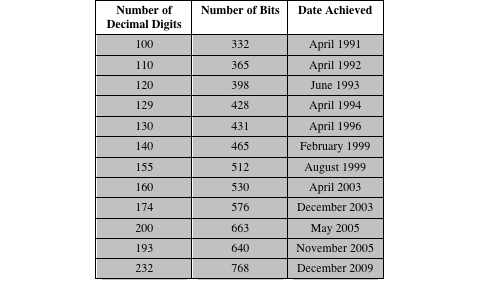 Number of Decimal Digits Number of Bits Date Achieved
100 332 April 1991
110 365 April 1992
120 398 June 1993
129 428 April 1994
130 431 April 1996
140 465 February 1999
155 512 August 1999
160 530 April 2003
174 576 December 2003
200 663 May 2005
193 640 November 2005
232 768 December 2009